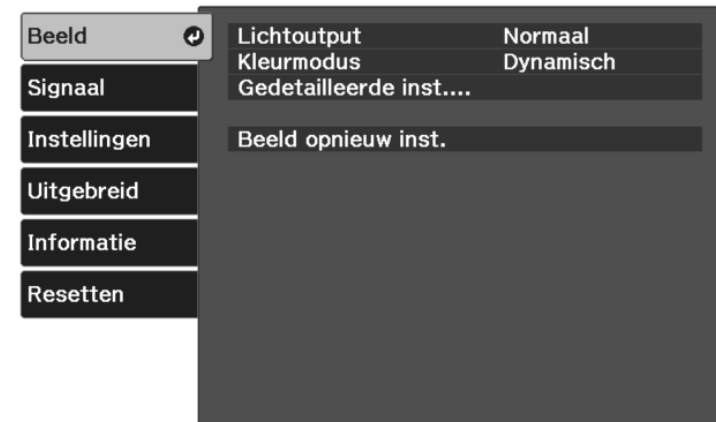 Beeld
Signaal
Instellingen
Uitgebreid
Informatie
Resetten
Lichtoutput Normaal
Kleurmodus Dynamisch
Gedetailleerde inst....
Beeld opnieuw inst.